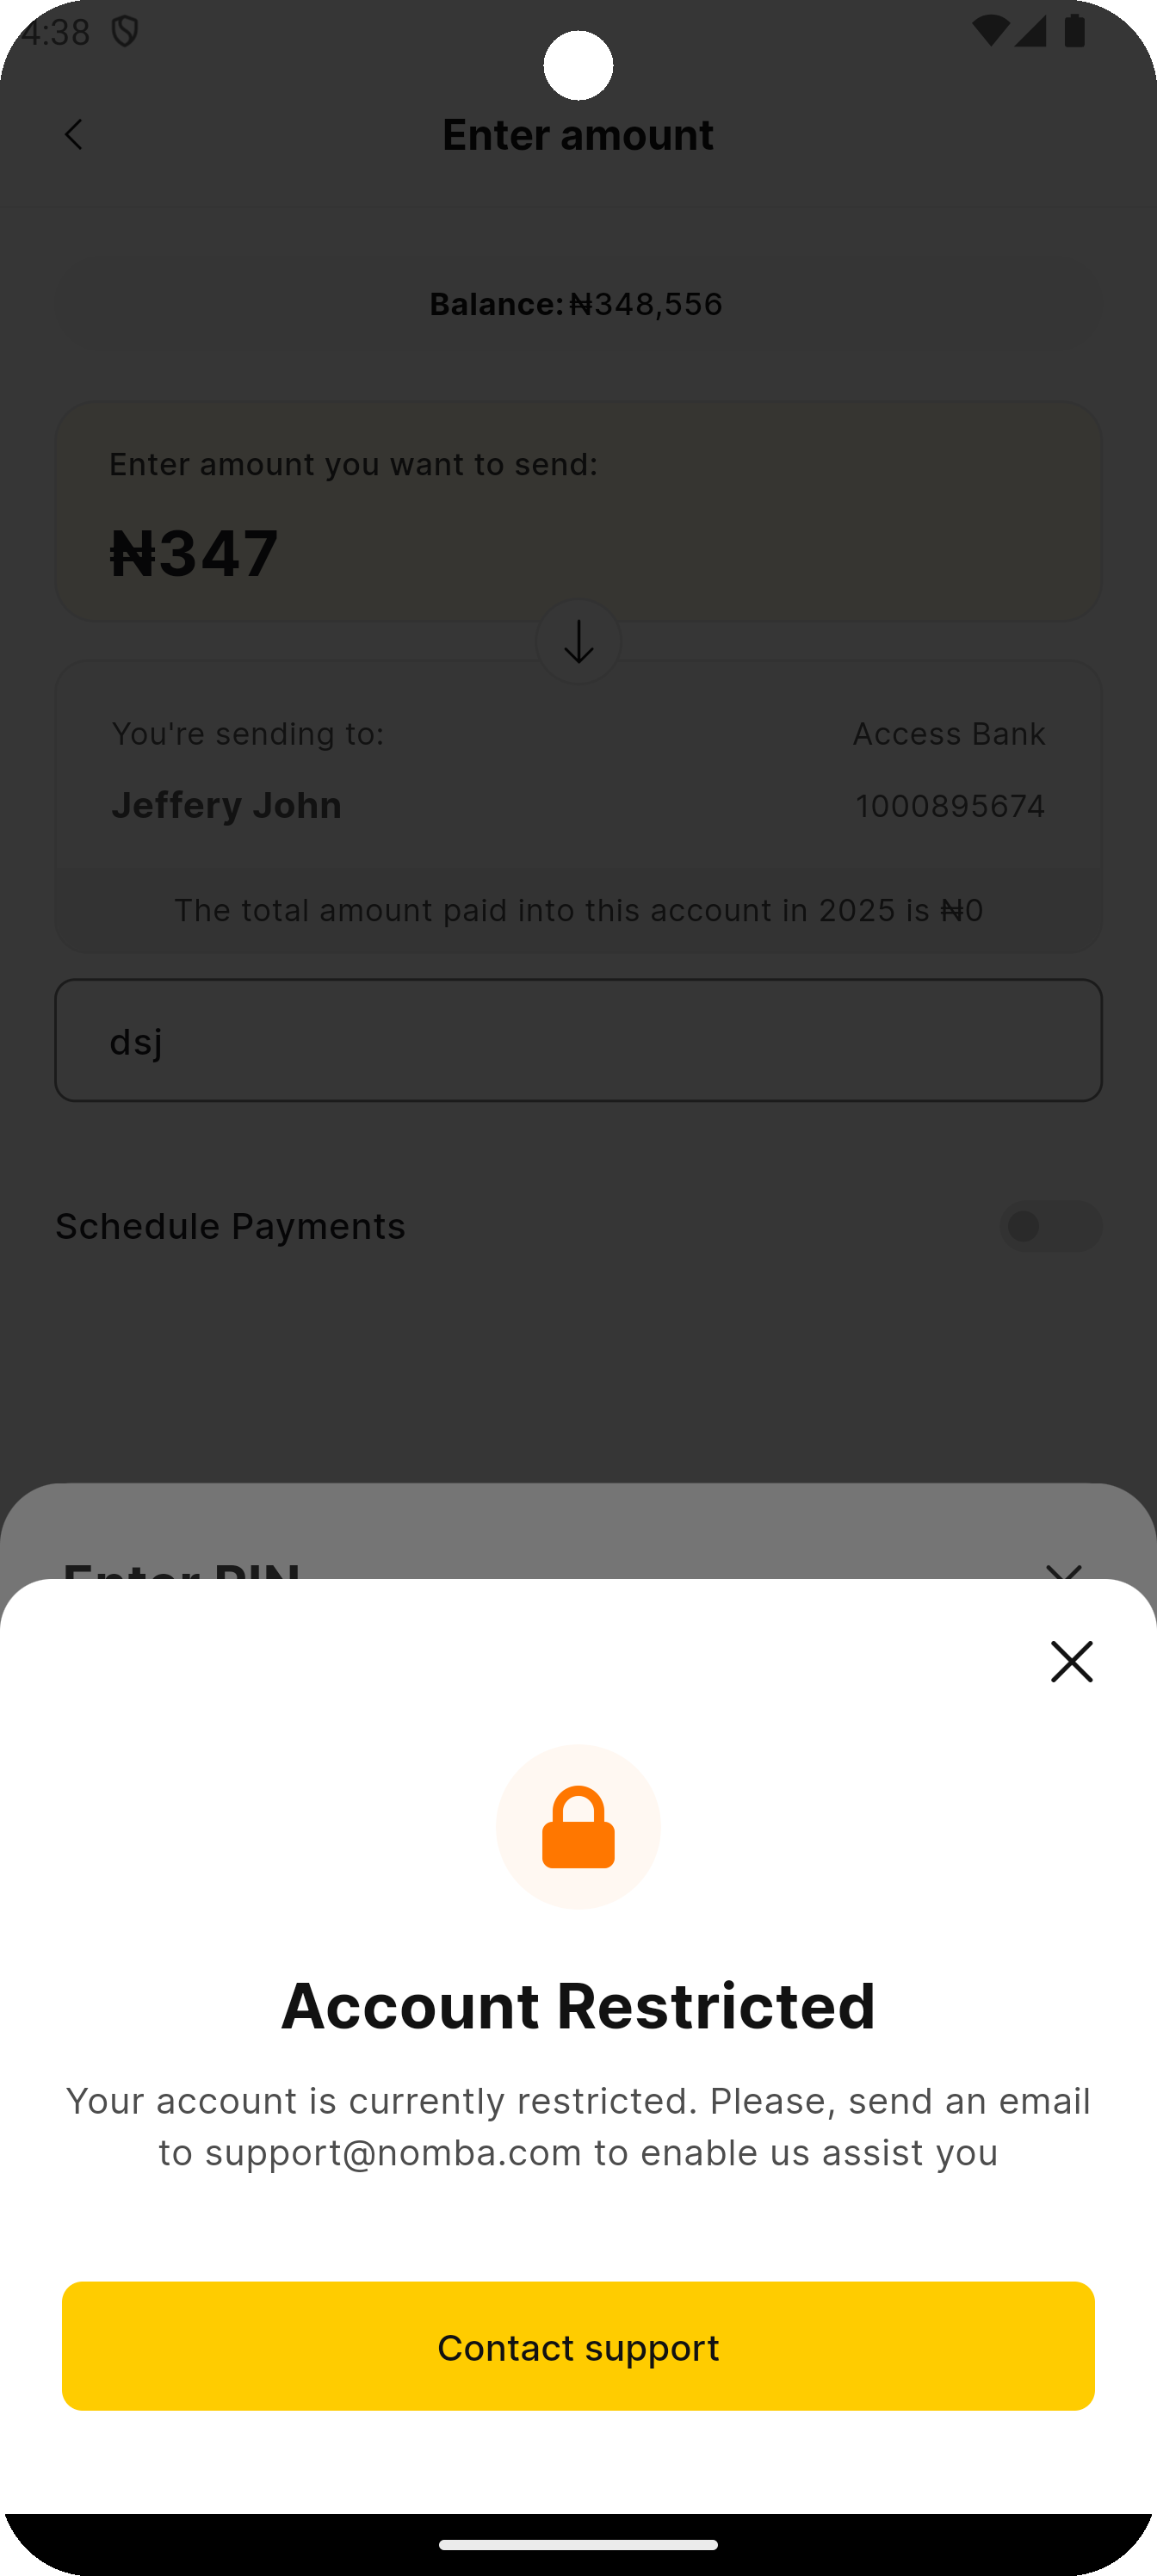 4:38
Enter amount
Balance: ₦348,556
Enter amount you want to send:
₦347
You're sending to:
Access Bank
Jeffery John
1000895674
The total amount paid into this account in 2025 is ₦0
dsj
Schedule Payments
Enter PIN
Account Restricted
Your account is currently restricted. Please, send an email
to support@nomba.com to enable us assist you
Contact support